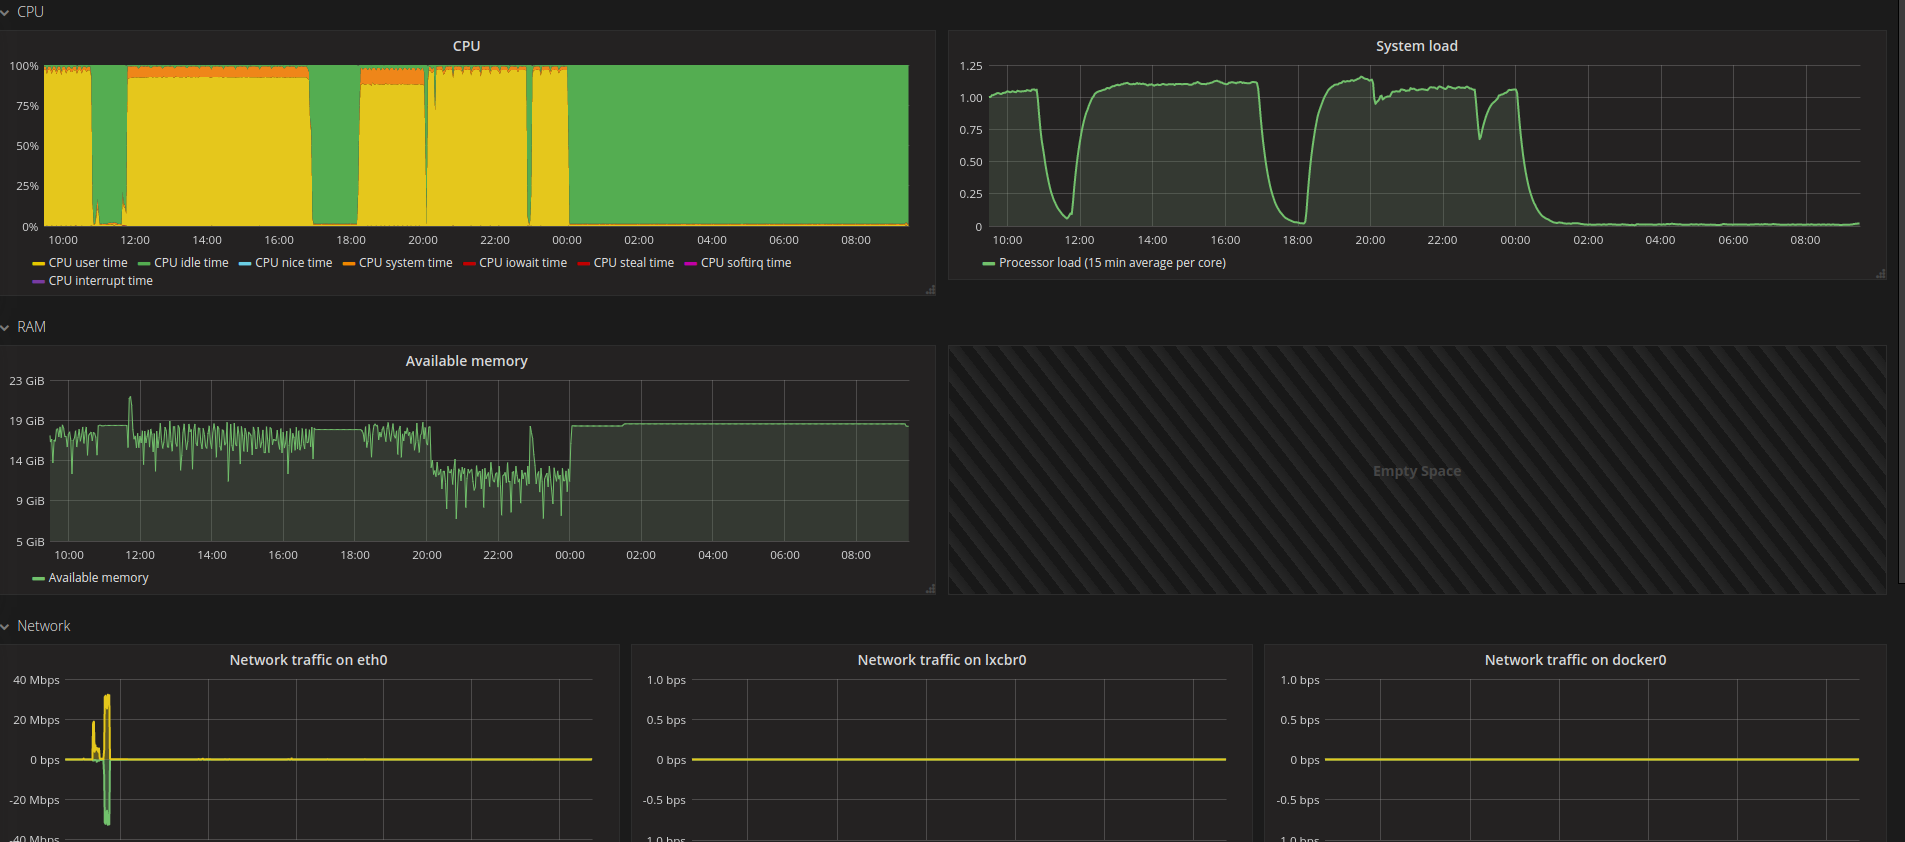 CPU
CPU
100%
75%
50%
25%
0%
10:00 12:00 14:00 16:00 18:00 20:00 22:00 00:00 02:00 04:00 06:00 08:00
CPU user time CPU idle time CPU nice time CPU system time CPU iowait time CPU steal time CPU softirq time
CPU interrupt time
System load
1.25
1.00
0.75
0.50
0.25
0
10:00 12:00 14:00 16:00 18:00 20:00 22:00 00:00 02:00 04:00 06:00 08:00
Processor load (15 min average per core)
RAM
Available memory
23 GiB
19 GiB
14 GiB
9 GiB
5 GiB
10:00 12:00 14:00 16:00 18:00 20:00 22:00 00:00 02:00 04:00 06:00 08:00
Available memory
Empty Space
Network
Network traffic on eth0
40 Mbps
20 Mbps
0 bps
-20 Mbps
-40 Mbps
Network traffic on lxcbr0
1.0 bps
0.5 bps
0 bps
-0.5 bps
-1.0 bps
Network traffic on docker0
1.0 bps
0.5 bps
0 bps
-0.5 bps
-1.0 bps